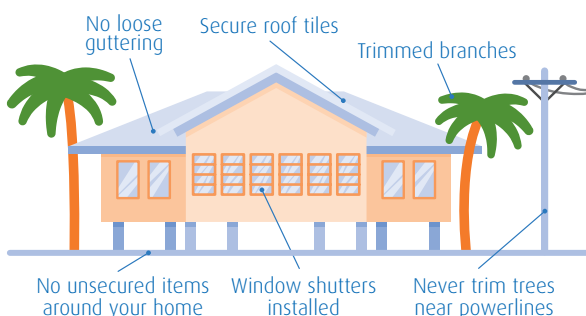 No loose
guttering
Secure roof tiles
Trimmed branches
No unsecured items
around your home
Window shutters
installed
Never trim trees
near powerlines